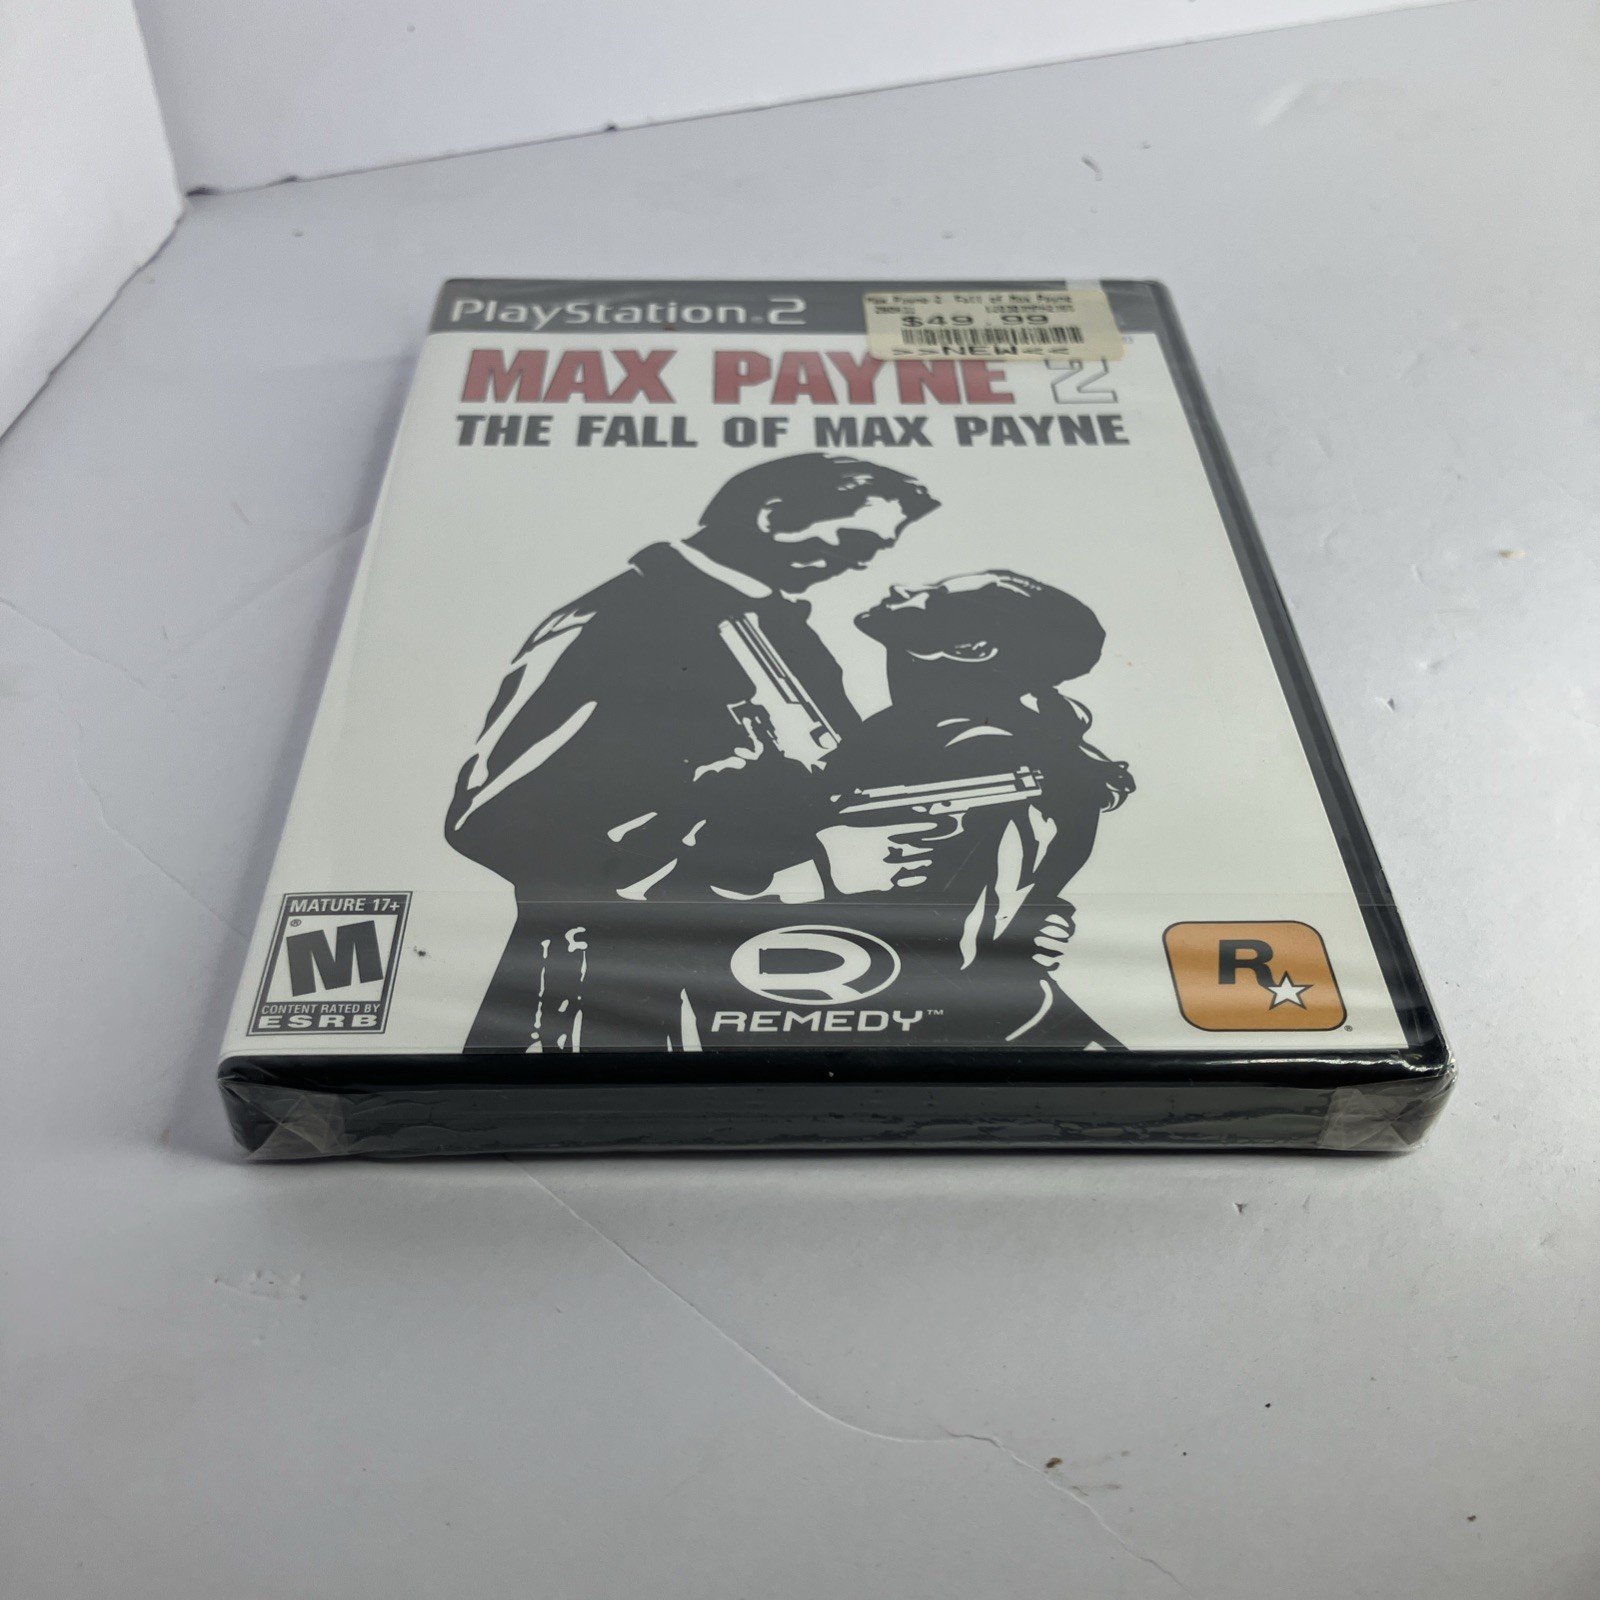 PlayStation®2
Max Payne 2 Fall of Max Payne
$49.99
>>NEW<<
MAX PAYNE 2
THE FALL OF MAX PAYNE
MATURE 17+
M®
CONTENT RATED BY
ESRB
REMEDY™
R®